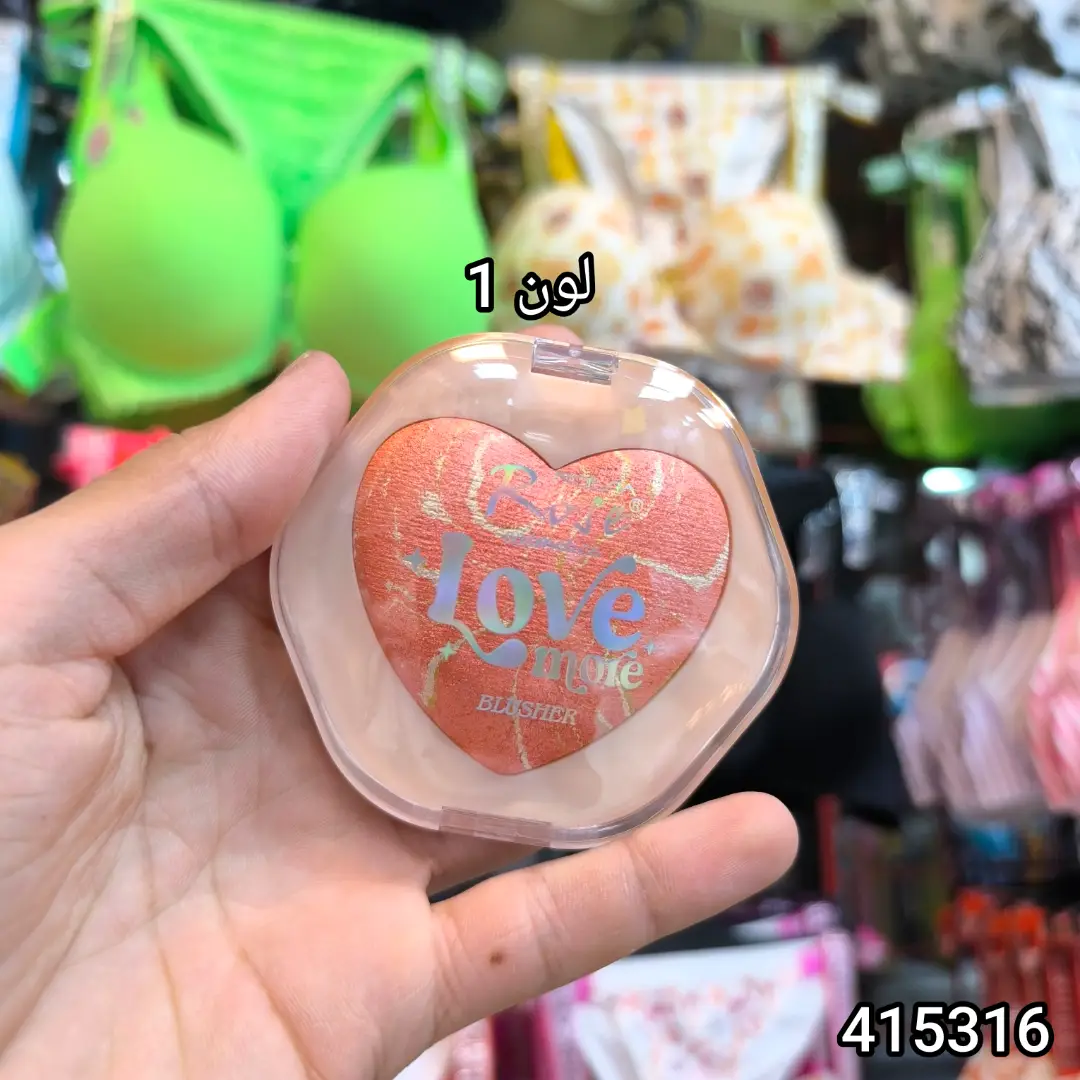 لون 1
Rose®
Love
more
BLUSHER
415316